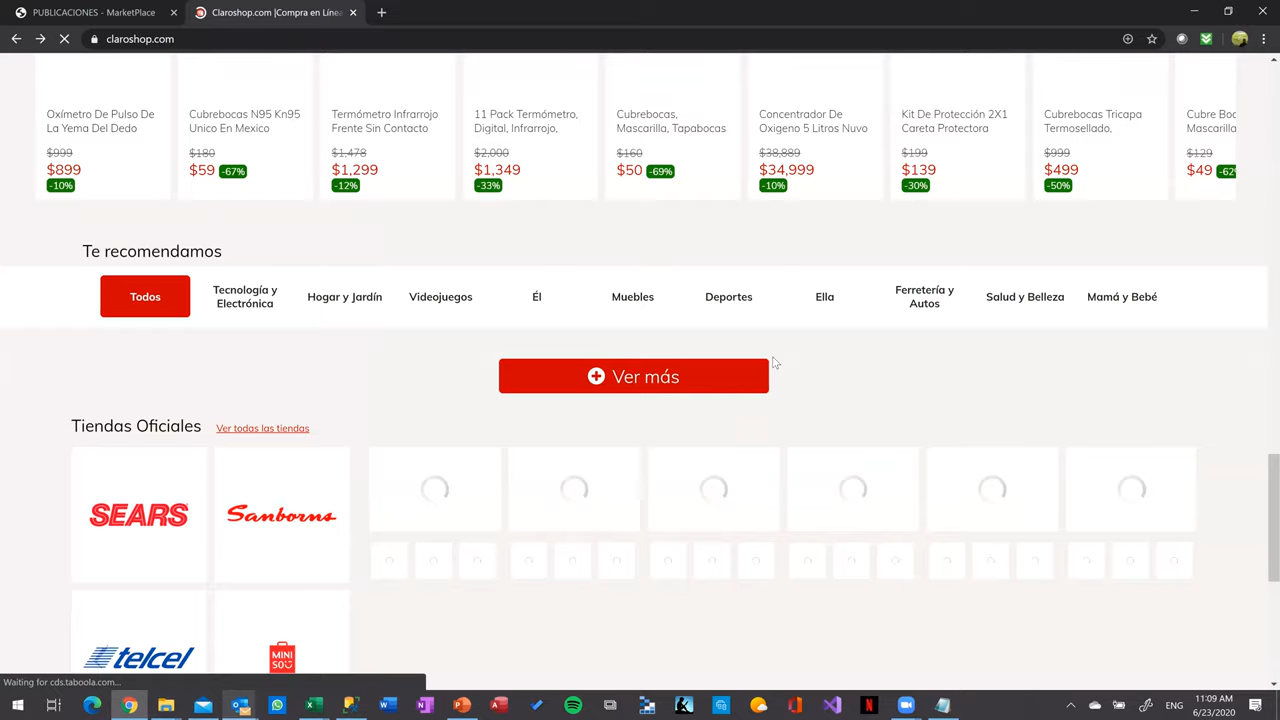 PUBLICACIONES - MarketPlace
Claroshop.com |Compra en Línea
claroshop.com
Oxímetro De Pulso De
La Yema Del Dedo
$999
$899
-10%
Cubrebocas N95 Kn95
Unico En Mexico
$180
$59 -67%
Termómetro Infrarrojo
Frente Sin Contacto
$1,478
$1,299
-12%
11 Pack Termómetro,
Digital, Infrarrojo,
$2,000
$1,349
-33%
Cubrebocas,
Mascarilla, Tapabocas
$160
$50 -69%
Concentrador De
Oxigeno 5 Litros Nuvo
$38,889
$34,999
-10%
Kit De Protección 2X1
Careta Protectora
$199
$139
-30%
Cubrebocas Tricapa
Termosellado,
$999
$499
-50%
Cubre Boc
Mascarilla
$129
$49 -62
Te recomendamos
Todos
Tecnología y
Electrónica
Hogar y Jardín
Videojuegos
Él
Muebles
Deportes
Ella
Ferretería y
Autos
Salud y Belleza
Mamá y Bebé
Ver más
Tiendas Oficiales Ver todas las tiendas
SEARS
Sanborns
telcel
MINI
SO
Waiting for cds.taboola.com...
ENG
11:09 AM
6/23/2020